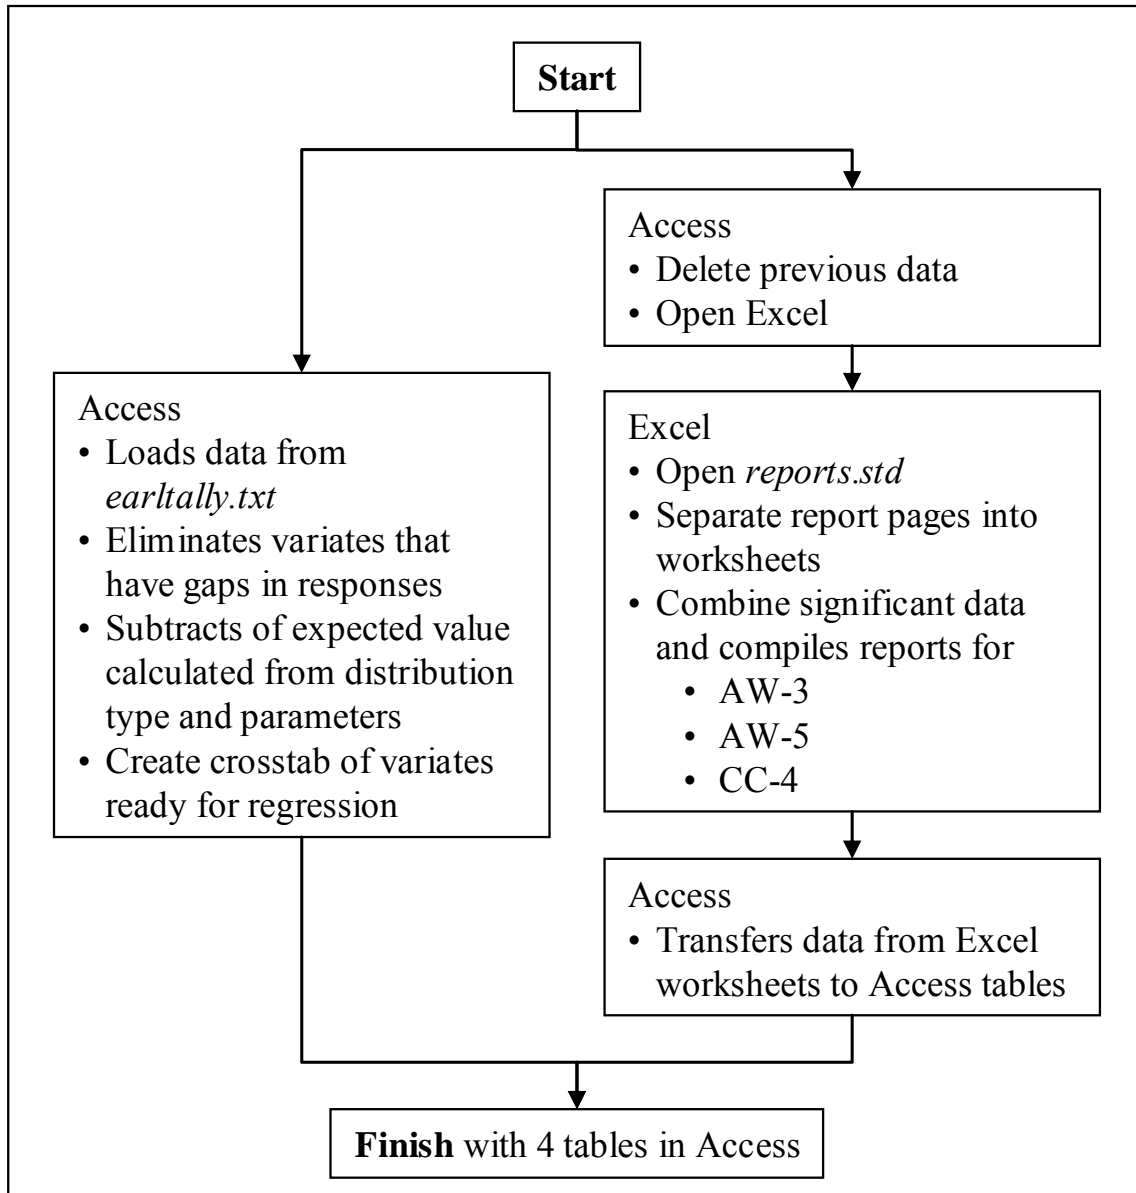 Start
Access
• Delete previous data
• Open Excel
Access
• Loads data from
earltally.txt
• Eliminates variates that
have gaps in responses
• Subtracts of expected value
calculated from distribution
type and parameters
• Create crosstab of variates
ready for regression
Excel
• Open reports.std
• Separate report pages into
worksheets
• Combine significant data
and compiles reports for
• AW-3
• AW-5
• CC-4
Access
• Transfers data from Excel
worksheets to Access tables
Finish with 4 tables in Access